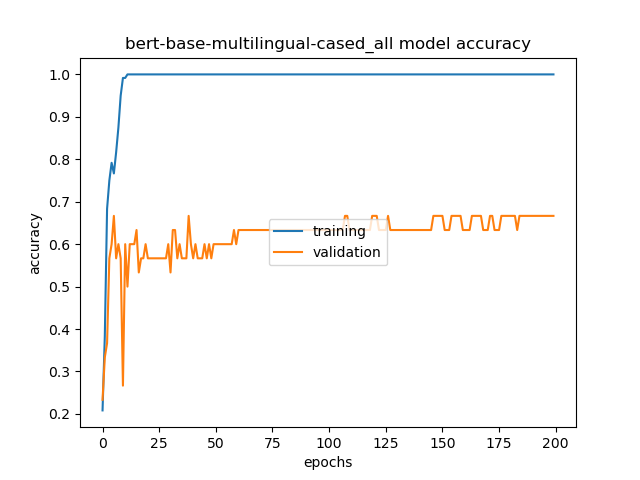 bert-base-multilingual-cased_all model accuracy
1.0
0.9
0.8
0.7
0.6
0.5
0.4
0.3
0.2
accuracy
training
validation
0 25 50 75 100 125 150 175 200
epochs